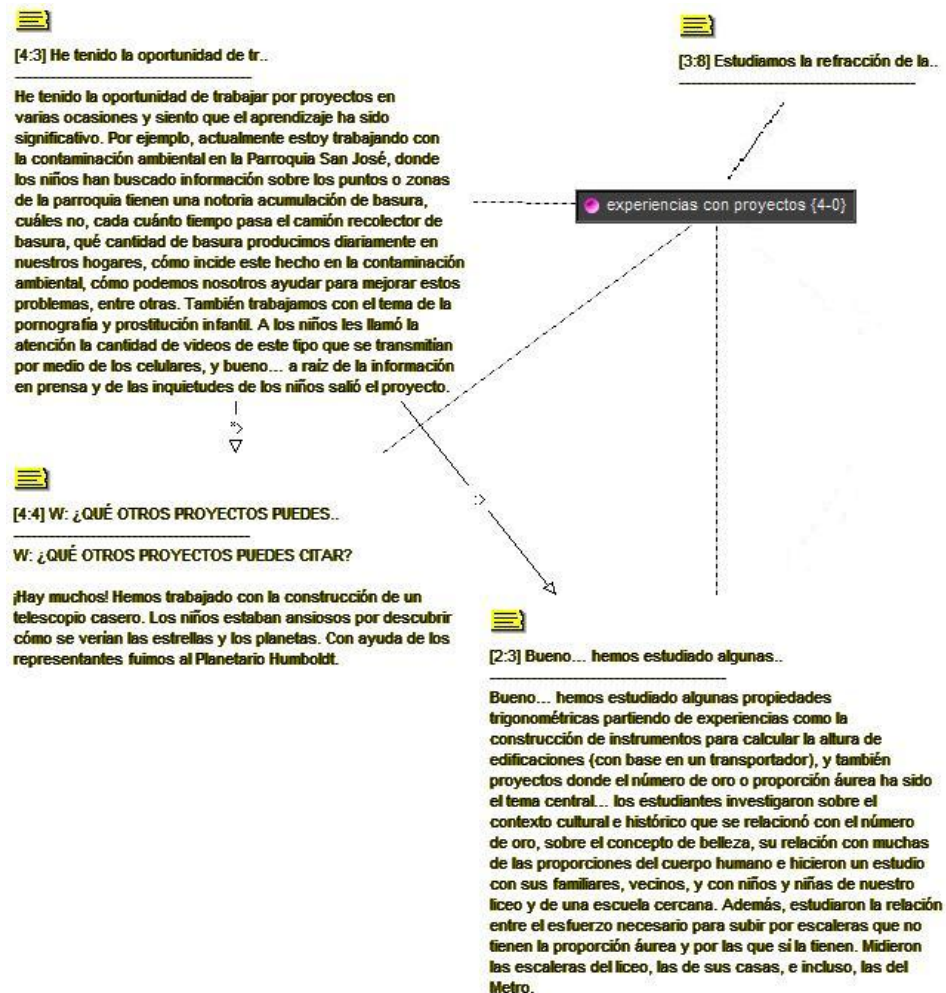 [4:3] He tenido la oportunidad de tr..
He tenido la oportunidad de trabajar por proyectos en
varias ocasiones y siento que el aprendizaje ha sido
significativo. Por ejemplo, actualmente estoy trabajando con
la contaminación ambiental en la Parroquia San José, donde
los niños han buscado información sobre los puntos o zonas
de la parroquia tienen una notoria acumulación de basura,
cuáles no, cada cuánto tiempo pasa el camión recolector de
basura, qué cantidad de basura producimos diariamente en
nuestros hogares, cómo incide este hecho en la contaminación
ambiental, cómo podemos nosotros ayudar para mejorar estos
problemas, entre otras. También trabajamos con el tema de la
pornografía y prostitución infantil. A los niños les llamó la
atención la cantidad de videos de este tipo que se transmitían
por medio de los celulares, y bueno... a raíz de la información
en prensa y de las inquietudes de los niños salió el proyecto.
[3:8] Estudiamos la refracción de la..
experiencias con proyectos {4-0}
[4:4] W: ¿QUÉ OTROS PROYECTOS PUEDES..
W: ¿QUÉ OTROS PROYECTOS PUEDES CITAR?
¡Hay muchos! Hemos trabajado con la construcción de un
telescopio casero. Los niños estaban ansiosos por descubrir
cómo se verían las estrellas y los planetas. Con ayuda de los
representantes fuimos al Planetario Humboldt.
[2:3] Bueno... hemos estudiado algunas..
Bueno... hemos estudiado algunas propiedades
trigonométricas partiendo de experiencias como la
construcción de instrumentos para calcular la altura de
edificaciones (con base en un transportador), y también
proyectos donde el número de oro o proporción áurea ha sido
el tema central... los estudiantes investigaron sobre el
contexto cultural e histórico que se relacionó con el número
de oro, sobre el concepto de belleza, su relación con muchas
de las proporciones del cuerpo humano e hicieron un estudio
con sus familiares, vecinos, y con niños y niñas de nuestro
liceo y de una escuela cercana. Además, estudiaron la relación
entre el esfuerzo necesario para subir por escaleras que no
tienen la proporción áurea y por las que sí la tienen. Midieron
las escaleras del liceo, las de sus casas, e incluso, las del
Metro.